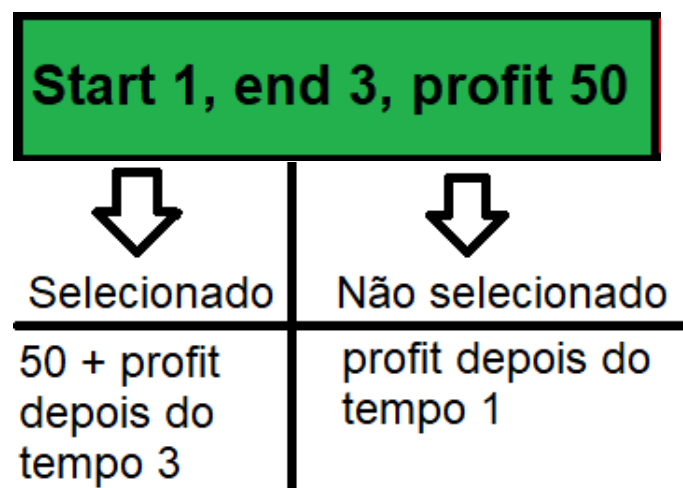 Start 1, end 3, profit 50
Selecionado
Não selecionado
50 + profit
depois do
tempo 3
profit depois do
tempo 1